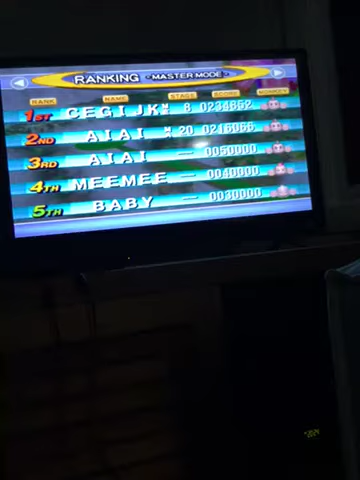 RANKING -MASTER MODE-
RANK NAME STAGE SCORE
1ST CEGIJK 8 0234852
2ND AIAI 20 0216066
3RD AIAI — 0050000
4TH MEEMEE — 0040000
5TH BABY — 0030000